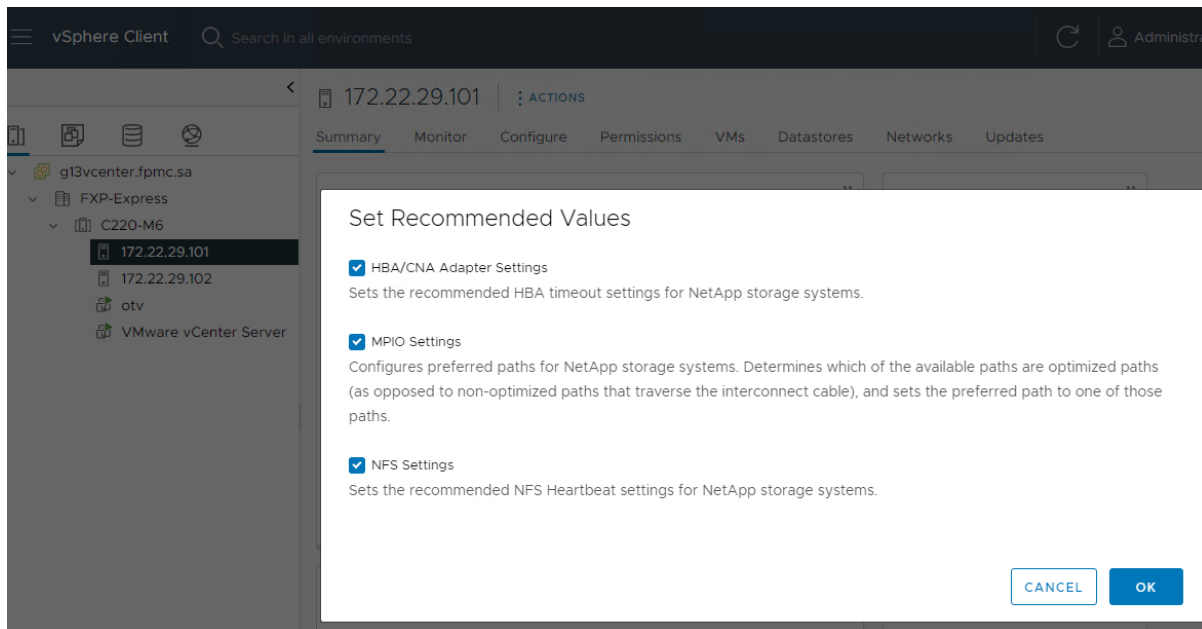 vSphere Client
Search in all environments
Administra
172.22.29.101
ACTIONS
Summary Monitor Configure Permissions VMs Datastores Networks Updates
g13vcenter.fpmc.sa
FXP-Express
C220-M6
172.22.29.101
172.22.29.102
otv
VMware vCenter Server
Set Recommended Values
HBA/CNA Adapter Settings
Sets the recommended HBA timeout settings for NetApp storage systems.
MPIO Settings
Configures preferred paths for NetApp storage systems. Determines which of the available paths are optimized paths
(as opposed to non-optimized paths that traverse the interconnect cable), and sets the preferred path to one of those
paths.
NFS Settings
Sets the recommended NFS Heartbeat settings for NetApp storage systems.
CANCEL OK